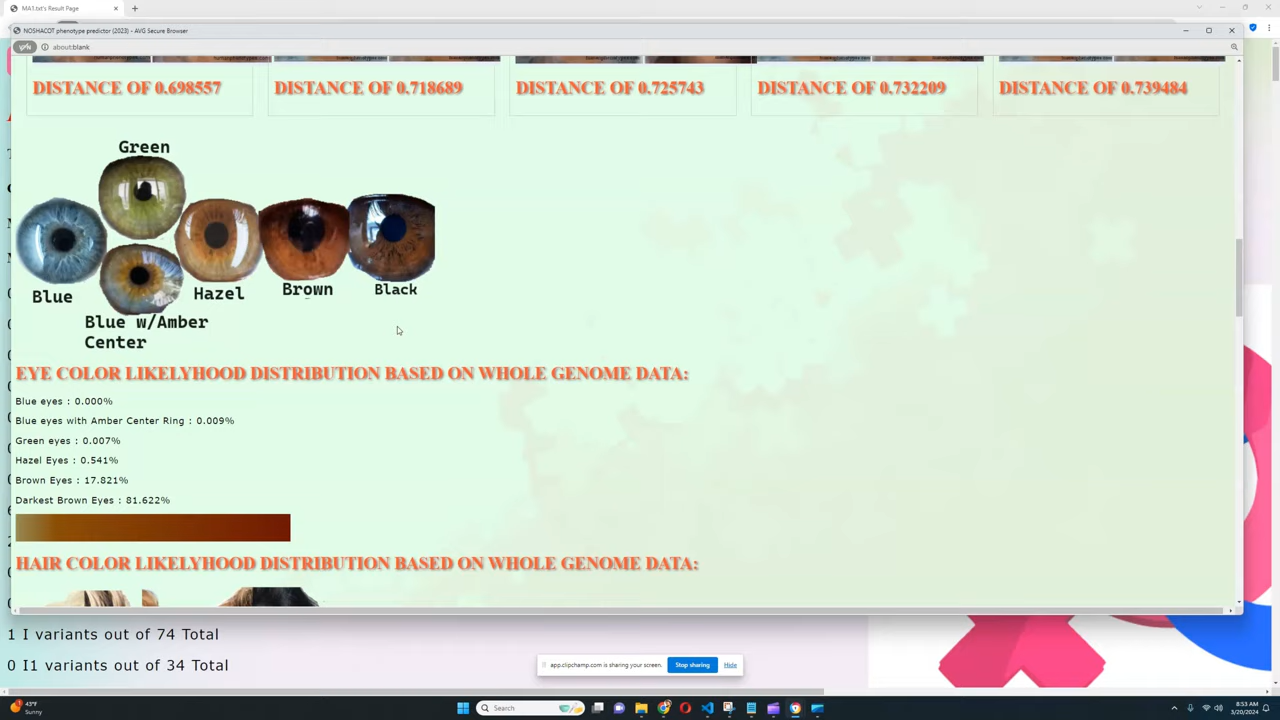 MA1.txt's Result Page
NOSHACOT phenotype predictor (2023) - AVG Secure Browser
VPN
about:blank
DISTANCE OF 0.698557
DISTANCE OF 0.718689
DISTANCE OF 0.725743
DISTANCE OF 0.732209
DISTANCE OF 0.739484
Green
Blue
Hazel
Brown
Black
Blue w/Amber
Center
EYE COLOR LIKELYHOOD DISTRIBUTION BASED ON WHOLE GENOME DATA:
Blue eyes : 0.000%
Blue eyes with Amber Center Ring : 0.009%
Green eyes : 0.007%
Hazel Eyes : 0.541%
Brown Eyes : 17.821%
Darkest Brown Eyes : 81.622%
HAIR COLOR LIKELYHOOD DISTRIBUTION BASED ON WHOLE GENOME DATA:
1 I variants out of 74 Total
0 I1 variants out of 34 Total
app.clipchamp.com is sharing your screen.
Stop sharing
Hide
43°F
Sunny
Search
8:53 AM
3/20/2024